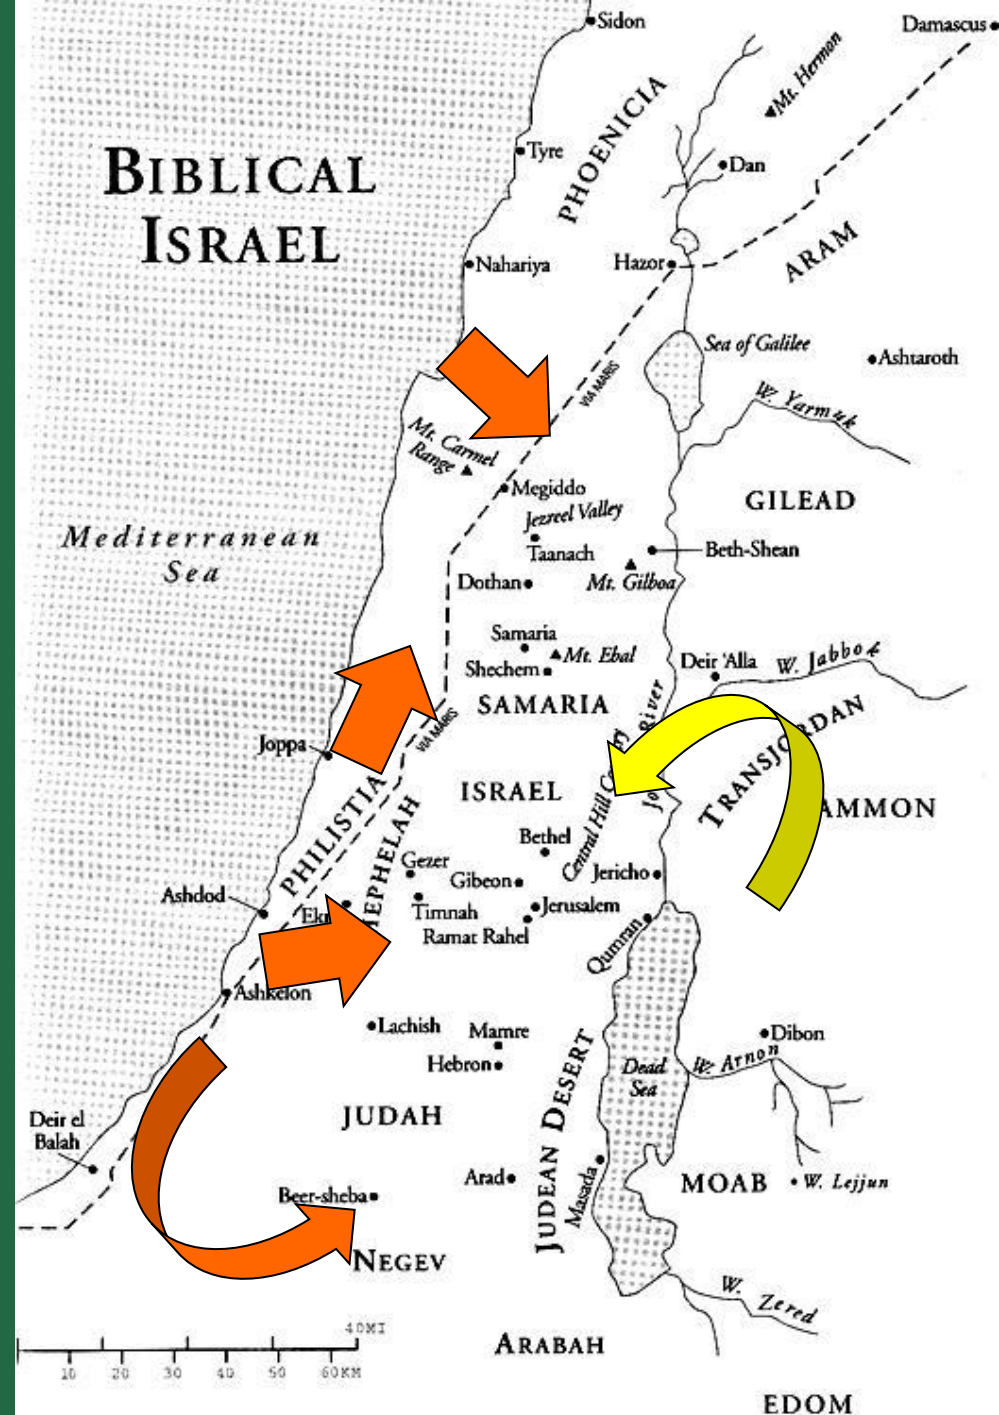 Sidon
Damascus
Mt. Hermon
PHOENICIA
Tyre
Dan
BIBLICAL
ISRAEL
ARAM
Nahariya
Hazor
Sea of Galilee
Ashtaroth
VIA MARIS
W. Yarmuk
Mt. Carmel
Range
Megiddo
GILEAD
Jezreel Valley
Mediterranean
Sea
Taanach
Beth-Shean
Dothan
Mt. Gilboa
Samaria
Mt. Ebal
Shechem
Deir 'Alla
W. Jabbok
SAMARIA
River
VIA MARIS
Joppa
TRANSJORDAN
ISRAEL
AMMON
PHILISTIA
Central Hill
Bethel
Gezer
Gibeon
Jericho
Ashdod
Timnah
Jerusalem
Ramat Rahel
Qumran
Ashkelon
Lachish
Mamre
Hebron
Dibon
W. Arnon
Dead
Sea
JUDAH
JUDEAN DESERT
Deir el
Balah
Arad
Masada
MOAB
W. Lejjun
Beer-sheba
NEGEV
W. Zered
40MI
10 20 30 40 50 60KM
ARABAH
EDOM